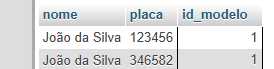 nome placa id_modelo
João da Silva 123456 1
João da Silva 346582 1